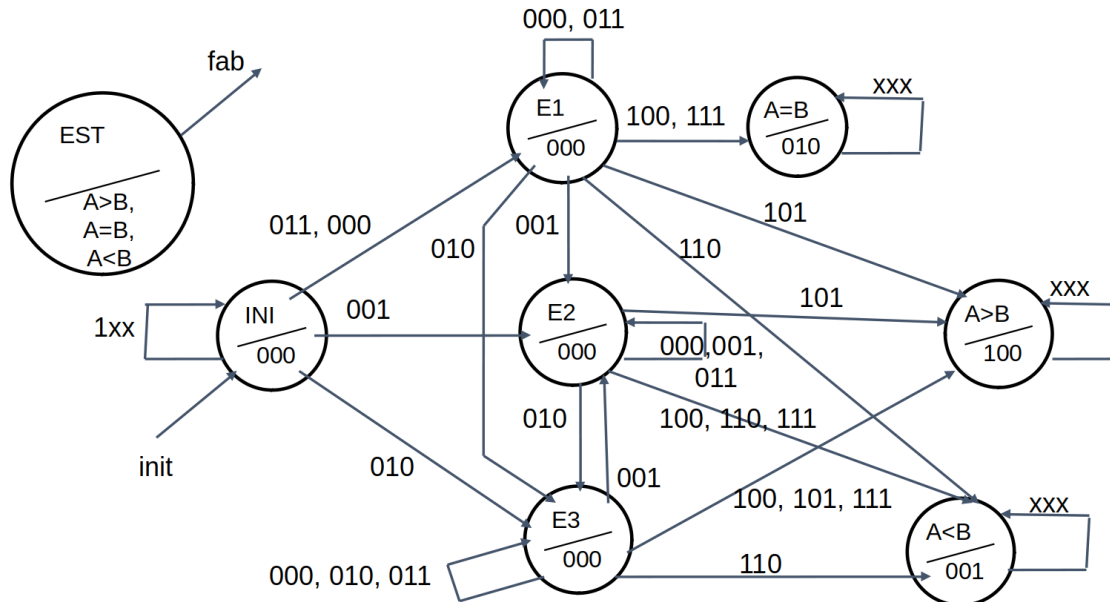 000, 011
fab
E1
000
100, 111
A=B
010
xxx
EST
A>B,
A=B,
A<B
011, 000
010
001
101
110
INI
000
1xx
001
E2
000
101
000,001,
011
A>B
100
xxx
010
100, 110, 111
init
010
001
100, 101, 111
E3
000
000, 010, 011
110
A<B
001
xxx